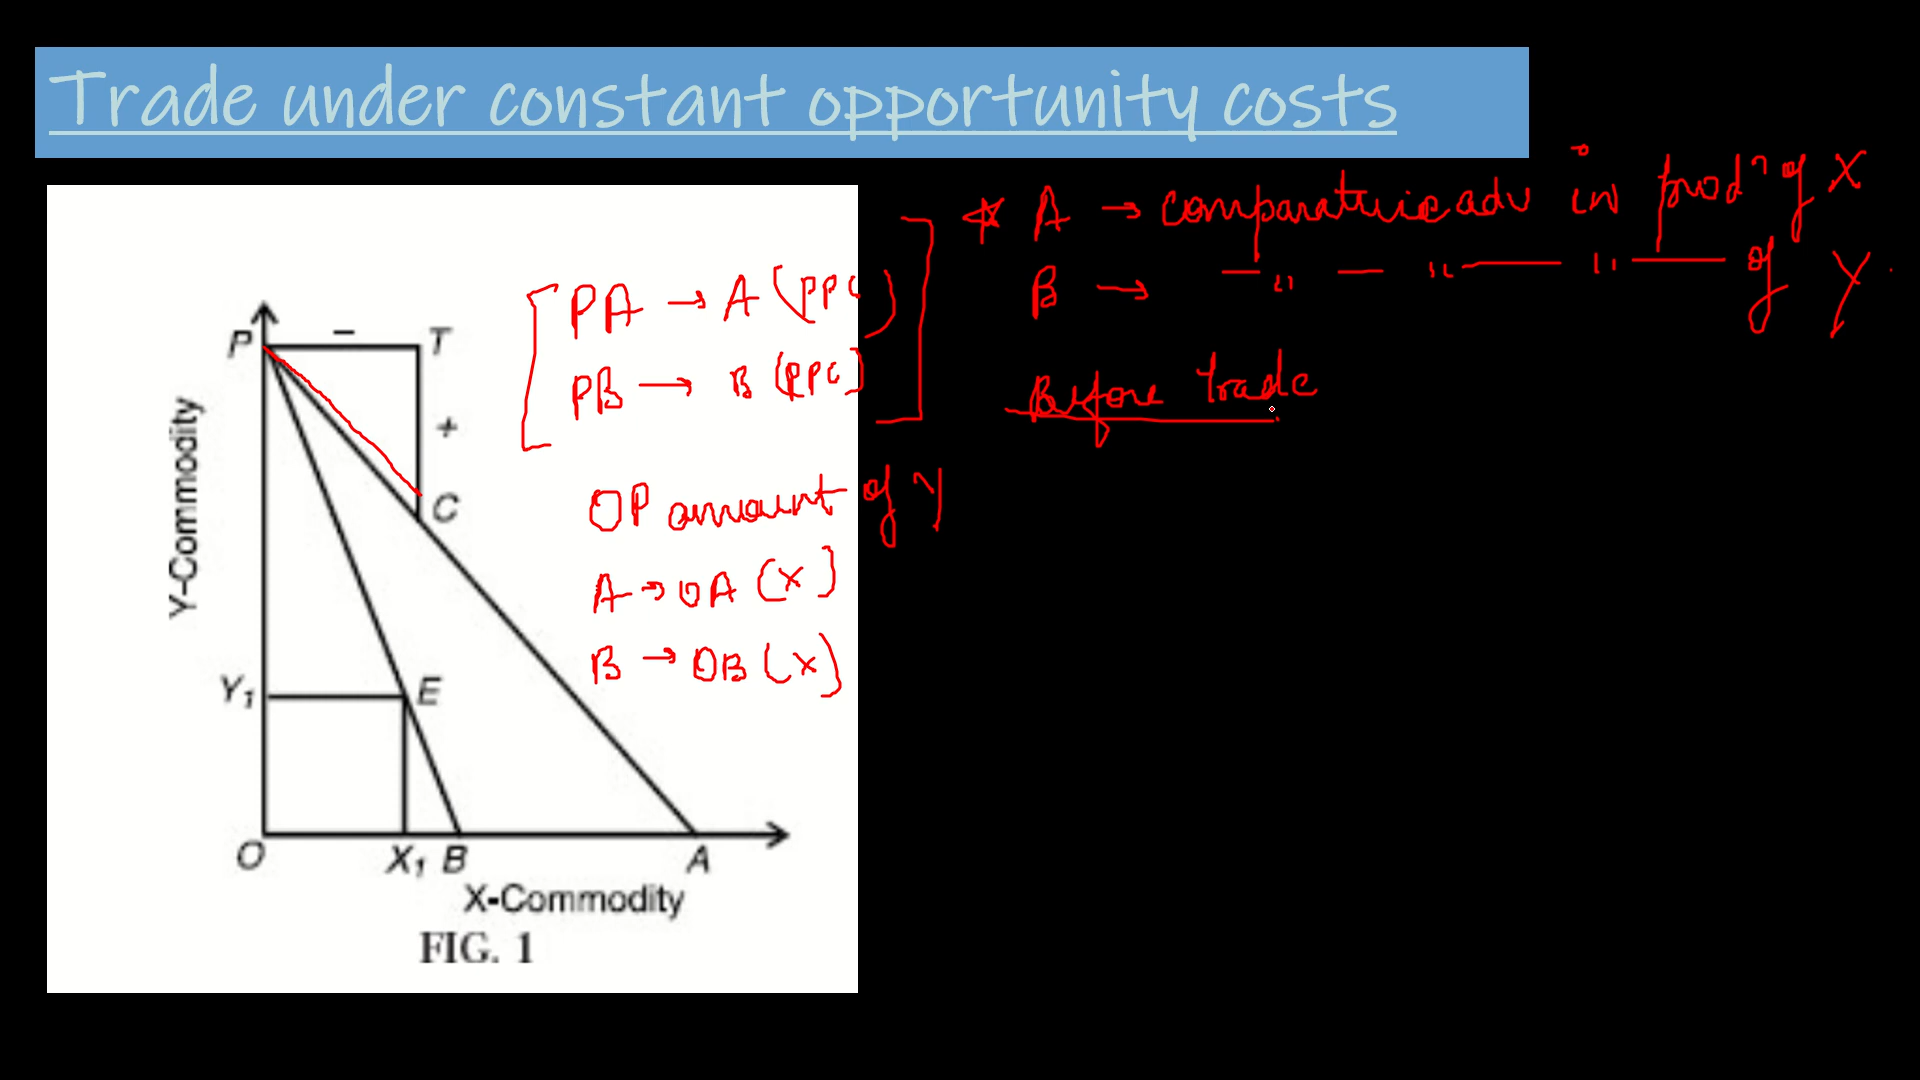 Trade under constant opportunity costs
P
–
T
+
C
Y-Commodity
Y1
E
O
X1 B
A
X-Commodity
FIG. 1
PA → A (PPC)
PB → B (PPC)
OP amount of Y
A → OA (X)
B → OB (X)
* A → comparative adv in prodn of X
B → — " — " — " — of Y
Before trade